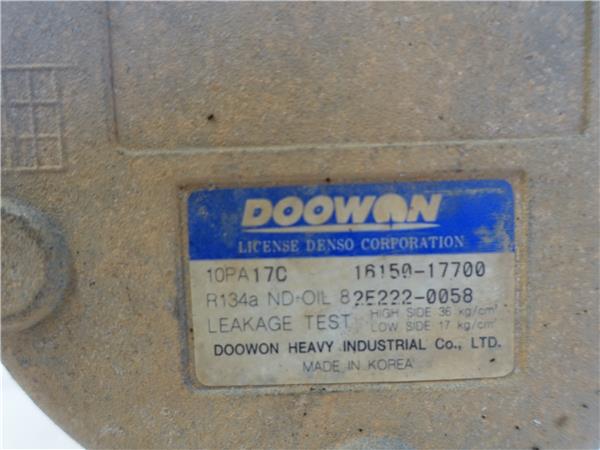 DOOWON
LICENSE DENSO CORPORATION
10PA17C 16150-17700
R134a ND-OIL 8 2E222-0058
LEAKAGE TEST HIGH SIDE 36 kg/cm²
LOW SIDE 17 kg/cm²
DOOWON HEAVY INDUSTRIAL Co., LTD.
MADE IN KOREA